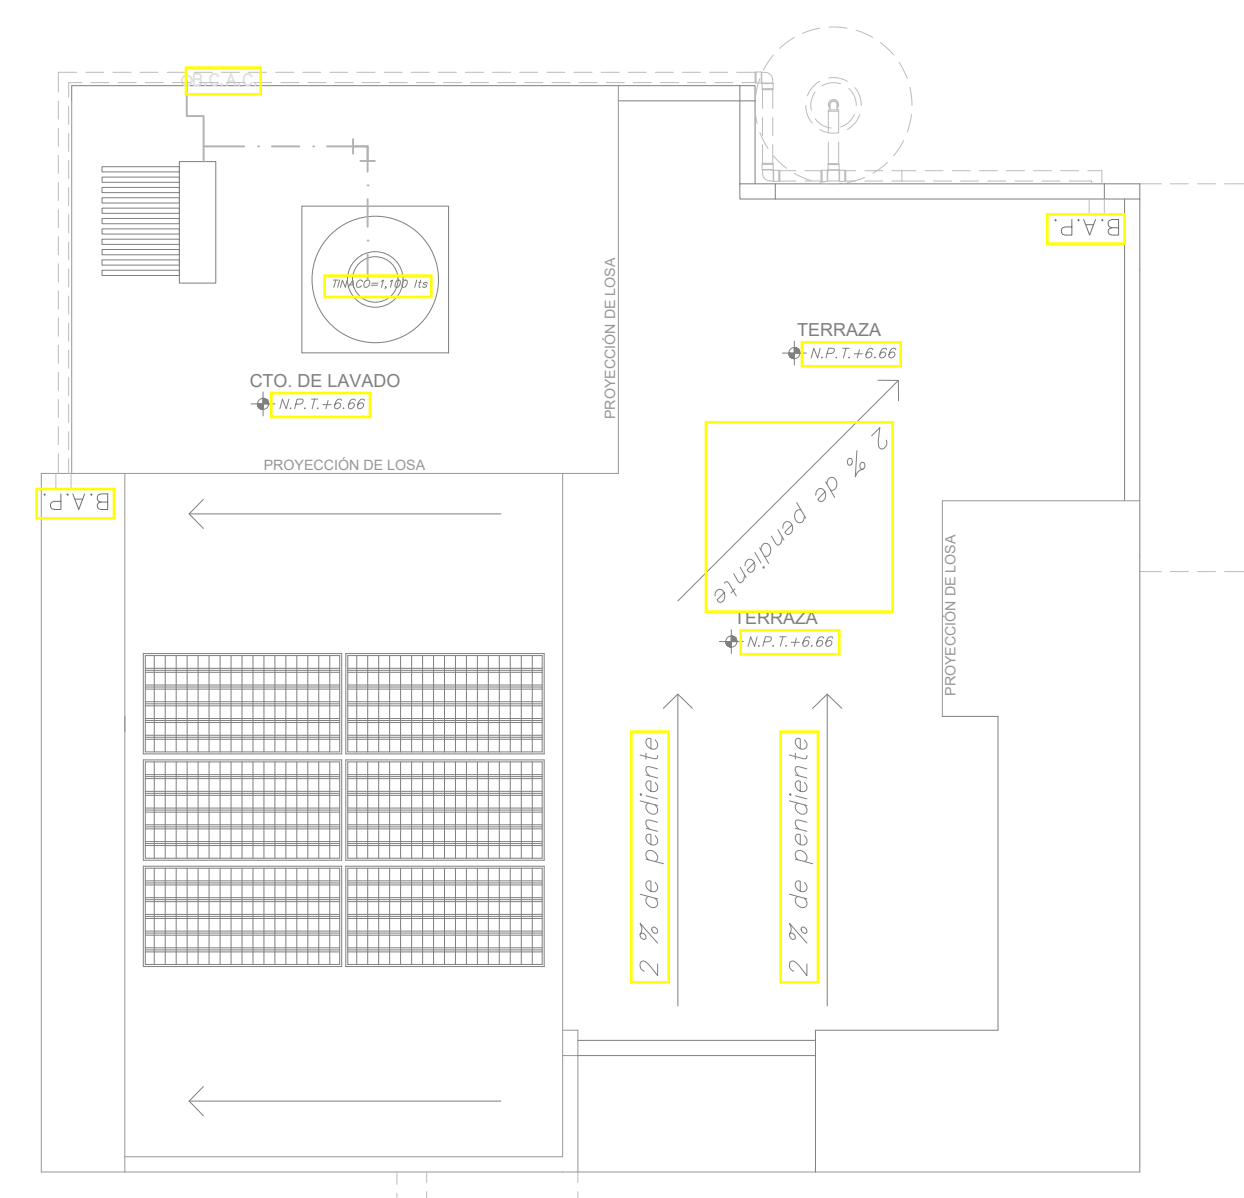 B.C.A.C.
B.A.P.
TINACO=1,100 lts
PROYECCIÓN DE LOSA
TERRAZA
N.P.T.+6.66
CTO. DE LAVADO
N.P.T.+6.66
PROYECCIÓN DE LOSA
B.A.P.
2 % de pendiente
PROYECCIÓN DE LOSA
TERRAZA
N.P.T.+6.66
2 % de pendiente
2 % de pendiente